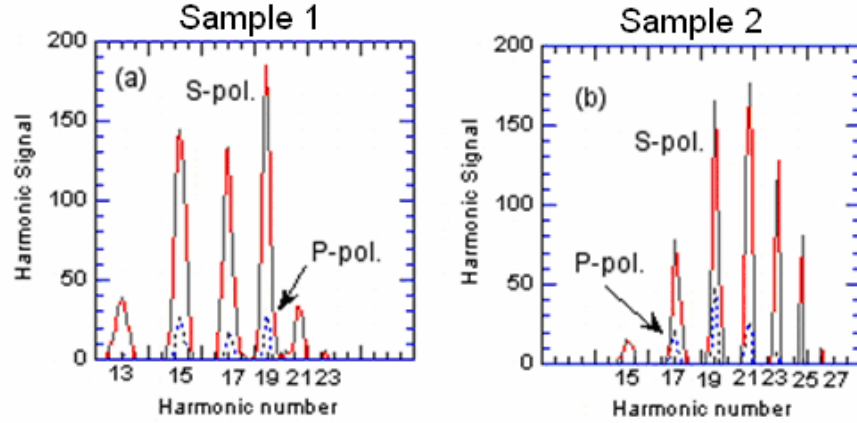 Sample 1
200
(a)
S-pol.
150
Harmonic Signal
100
P-pol.
50
0
13 15 17 19 21 23
Harmonic number
Sample 2
200
(b)
150
S-pol.
Harmonic Signal
100
P-pol.
50
0
15 17 19 21 23 25 27
Harmonic number